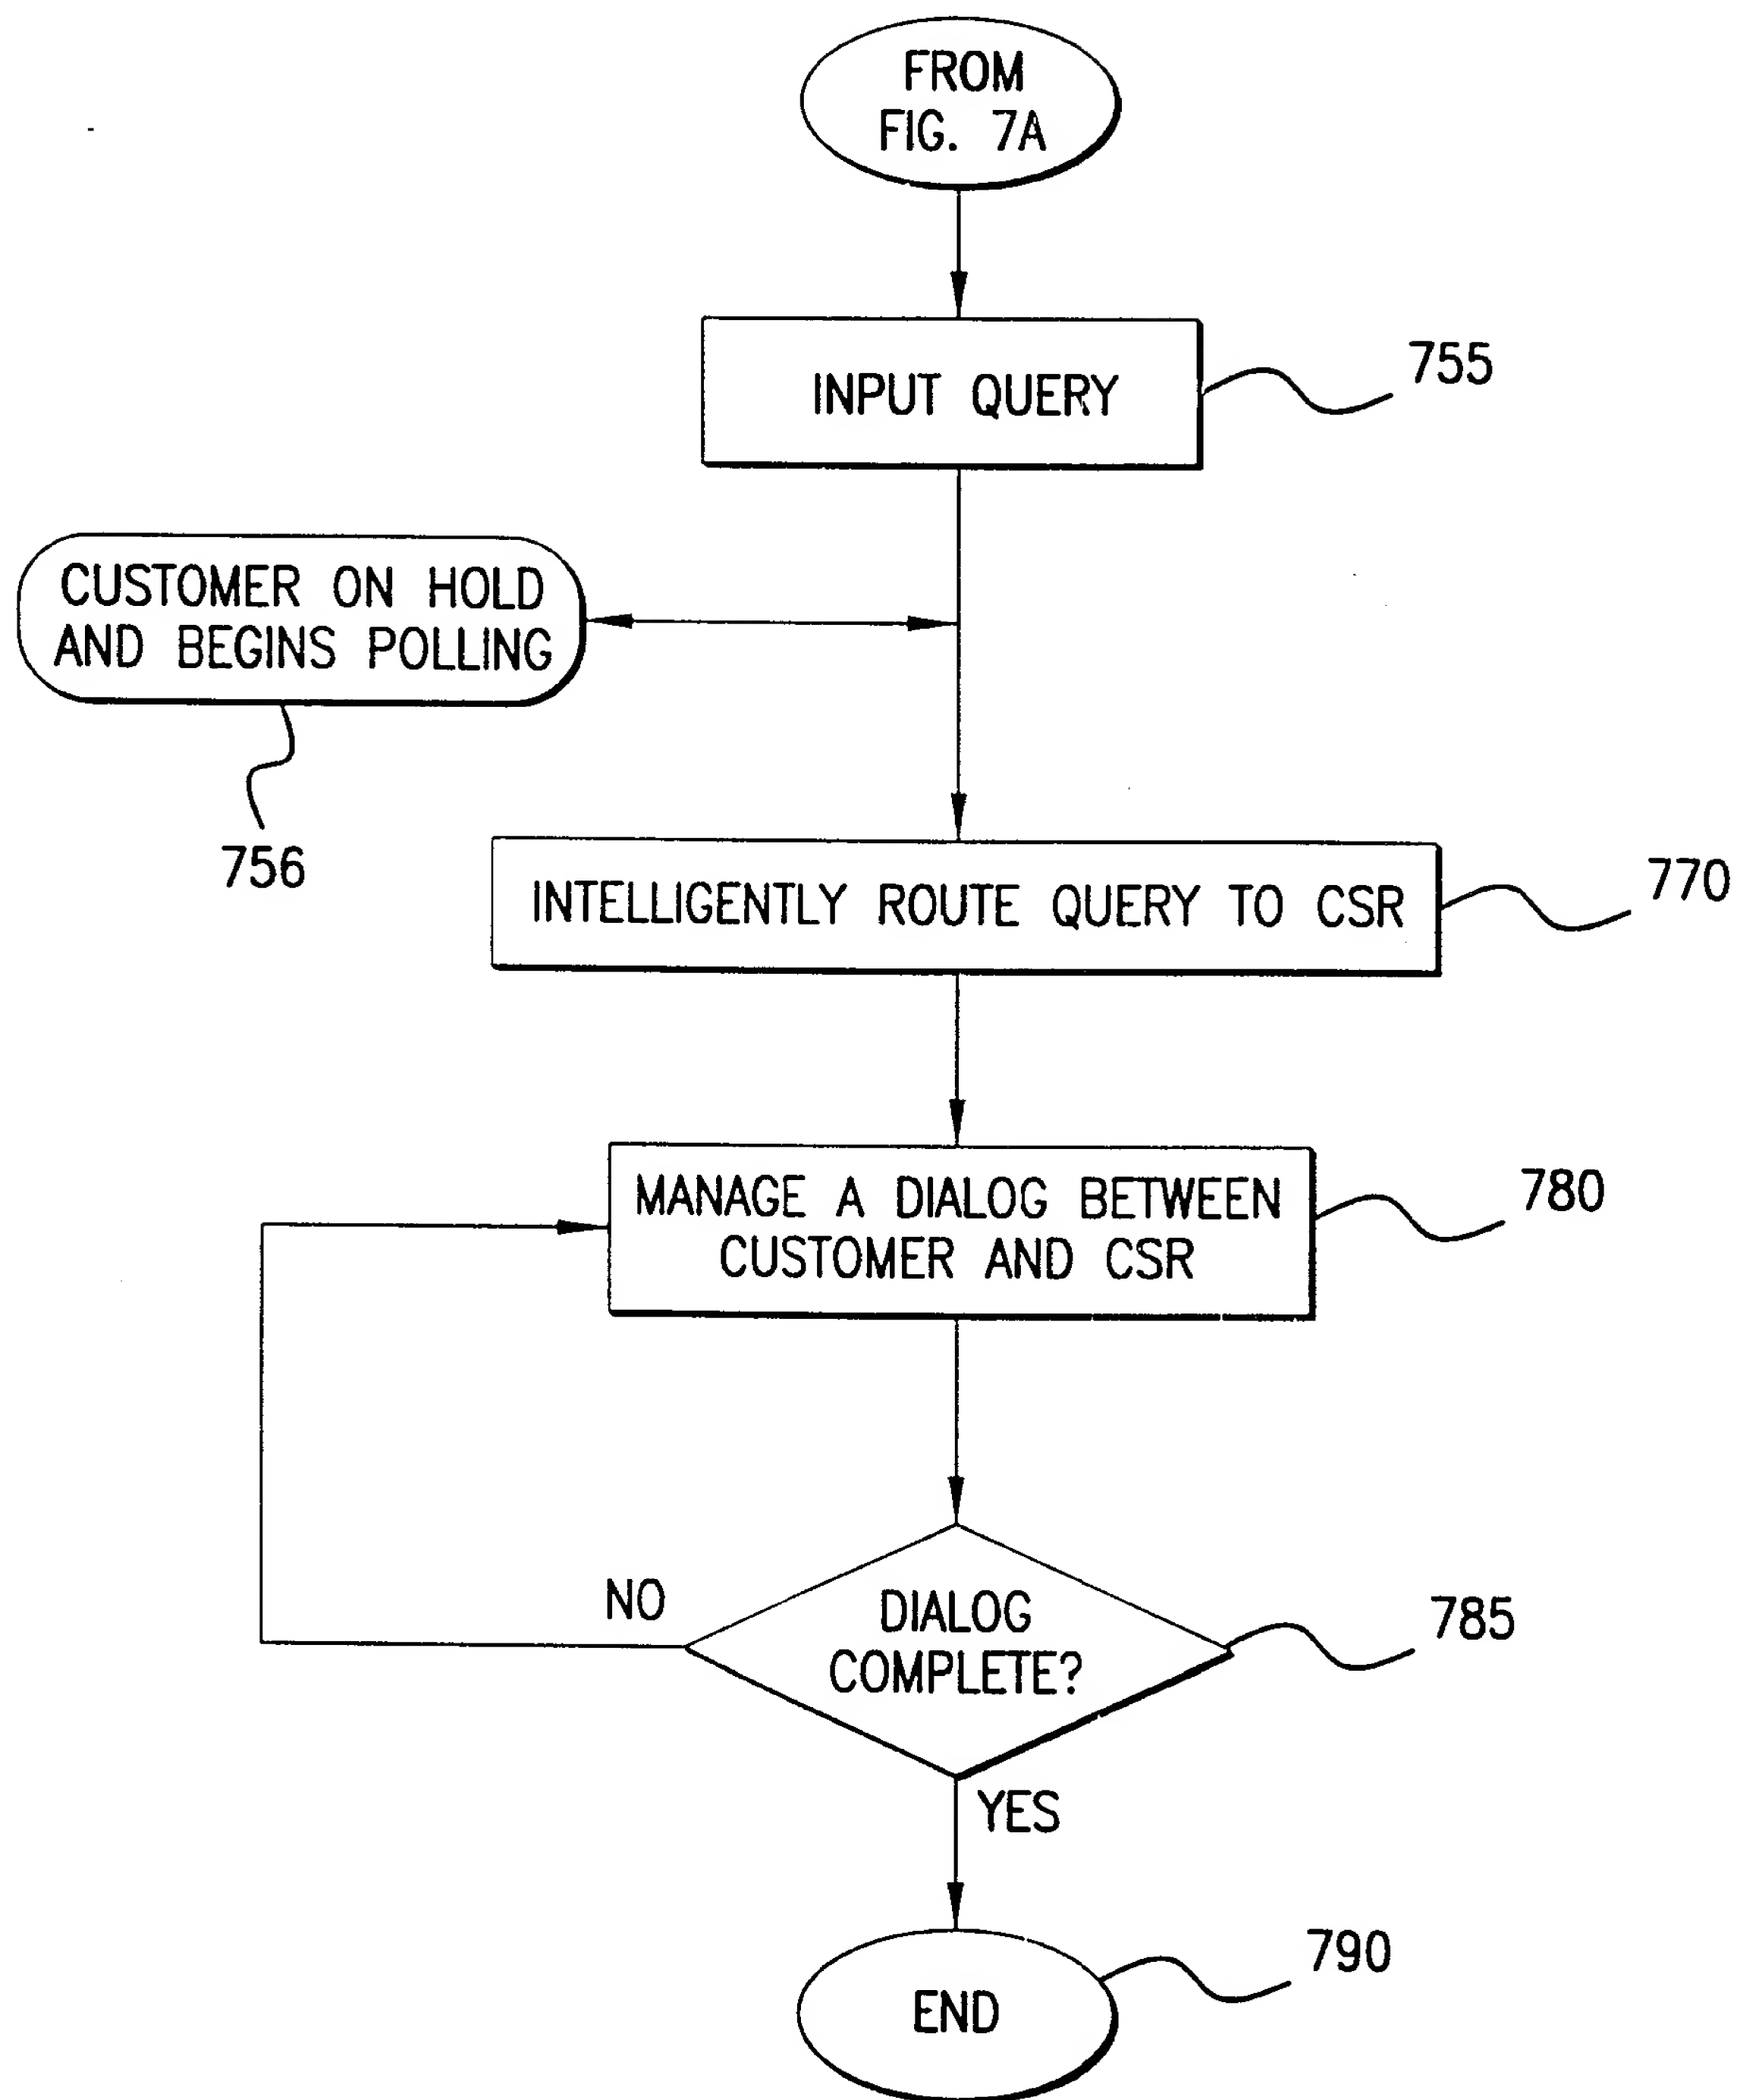 FROM
FIG. 7A
INPUT QUERY
755
CUSTOMER ON HOLD
AND BEGINS POLLING
756
INTELLIGENTLY ROUTE QUERY TO CSR
770
MANAGE A DIALOG BETWEEN
CUSTOMER AND CSR
780
NO
DIALOG
COMPLETE?
785
YES
END
790